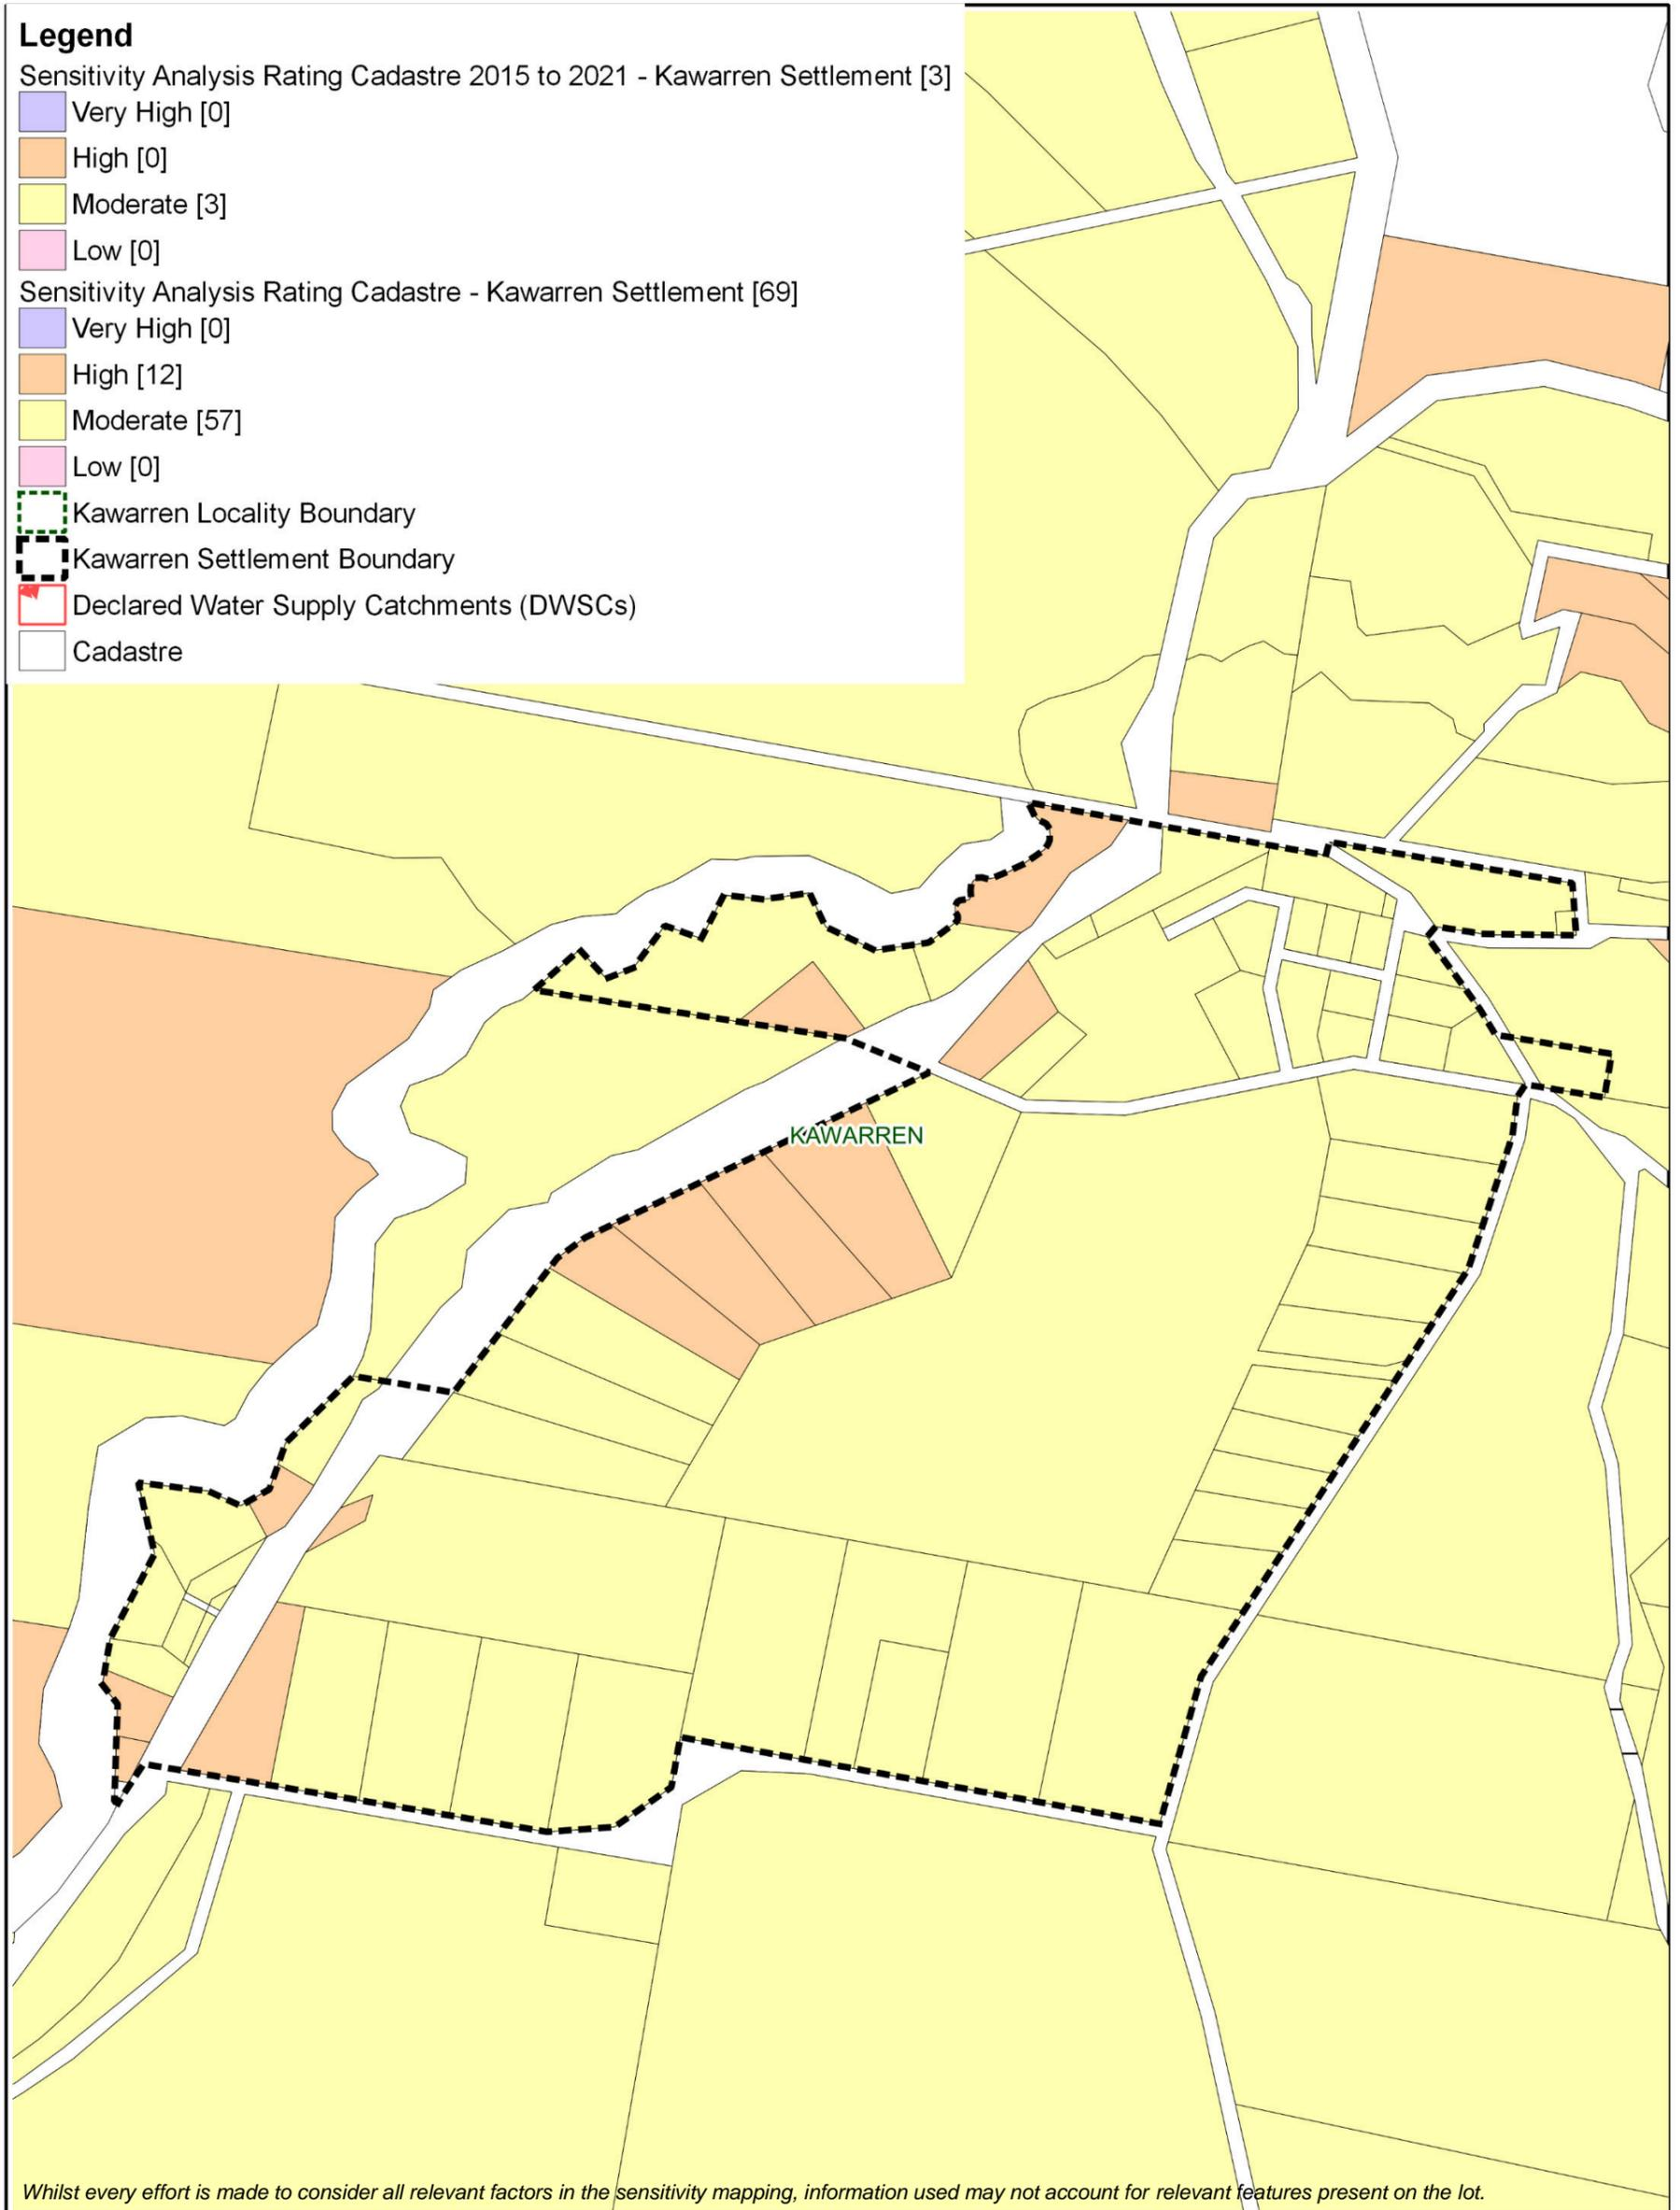 Legend
Sensitivity Analysis Rating Cadastre 2015 to 2021 - Kawarren Settlement [3]
Very High [0]
High [0]
Moderate [3]
Low [0]
Sensitivity Analysis Rating Cadastre - Kawarren Settlement [69]
Very High [0]
High [12]
Moderate [57]
Low [0]
Kawarren Locality Boundary
Kawarren Settlement Boundary
Declared Water Supply Catchments (DWSCs)
Cadastre
KAWARREN
Whilst every effort is made to consider all relevant factors in the sensitivity mapping, information used may not account for relevant features present on the lot.